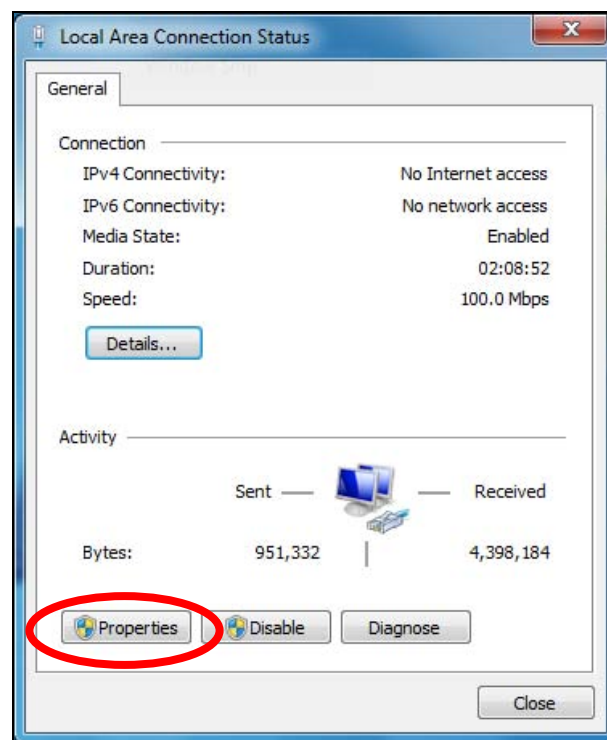 Local Area Connection Status
General
Connection
IPv4 Connectivity: No Internet access
IPv6 Connectivity: No network access
Media State: Enabled
Duration: 02:08:52
Speed: 100.0 Mbps
Details...
Activity
Sent Received
Bytes: 951,332 4,398,184
Properties Disable Diagnose
Close